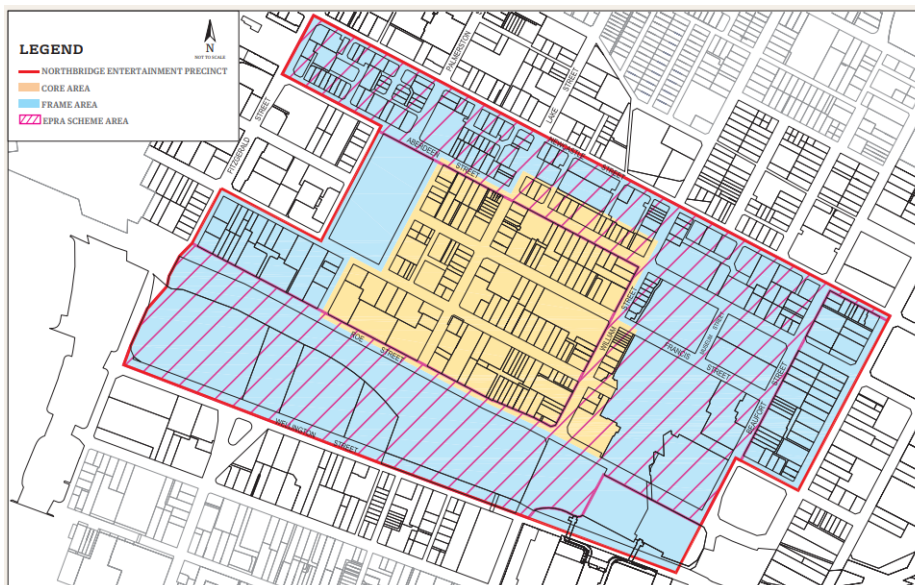 LEGEND
N
NOT TO SCALE
NORTHBRIDGE ENTERTAINMENT PRECINCT
CORE AREA
FRAME AREA
EPRA SCHEME AREA
PALMERSTON
LAKE STREET
FITZGERALD STREET
NEWCASTLE STREET
ABERDEEN STREET
WILLIAM STREET
FRANCIS STREET
MUSEUM STREET
BEAUFORT STREET
ROE STREET
WELLINGTON STREET